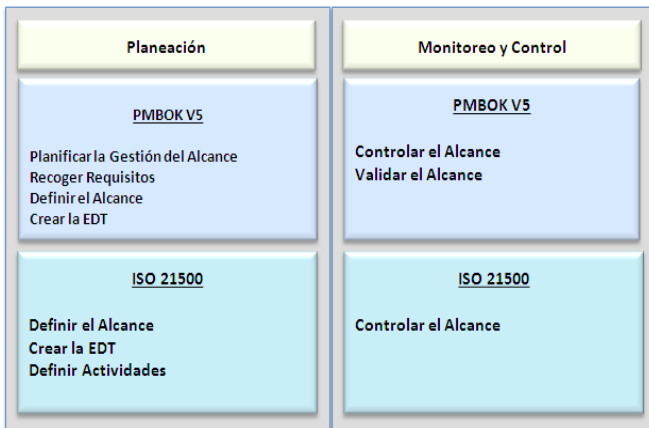 Planeación
PMBOK V5
Planificar la Gestión del Alcance
Recoger Requisitos
Definir el Alcance
Crear la EDT
ISO 21500
Definir el Alcance
Crear la EDT
Definir Actividades
Monitoreo y Control
PMBOK V5
Controlar el Alcance
Validar el Alcance
ISO 21500
Controlar el Alcance